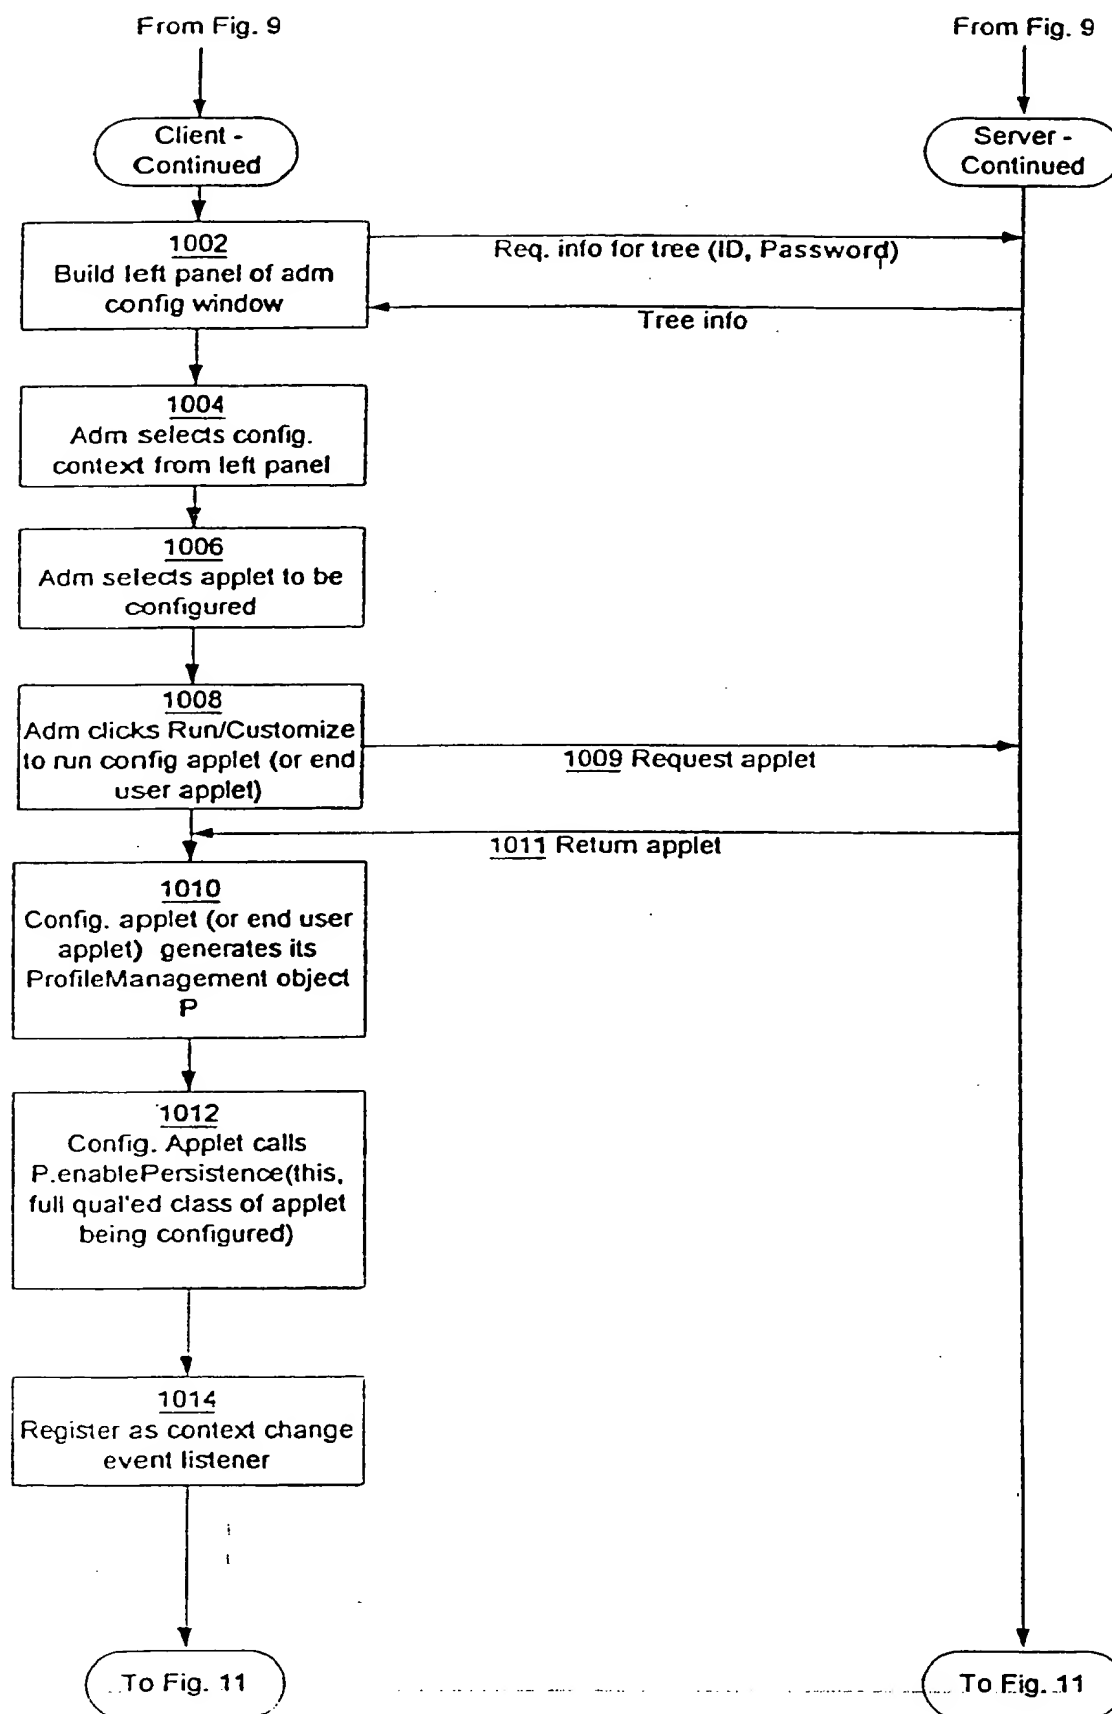 From Fig. 9
From Fig. 9
Client -
Continued
Server -
Continued
1002
Build left panel of adm
config window
Req. info for tree (ID, Password)
Tree info
1004
Adm selects config.
context from left panel
1006
Adm selects applet to be
configured
1008
Adm clicks Run/Customize
to run config applet (or end
user applet)
1009 Request applet
1011 Return applet
1010
Config. applet (or end user
applet) generates its
ProfileManagement object
P
1012
Config. Applet calls
P.enablePersistence(this,
full qual'ed class of applet
being configured)
1014
Register as context change
event listener
To Fig. 11
To Fig. 11